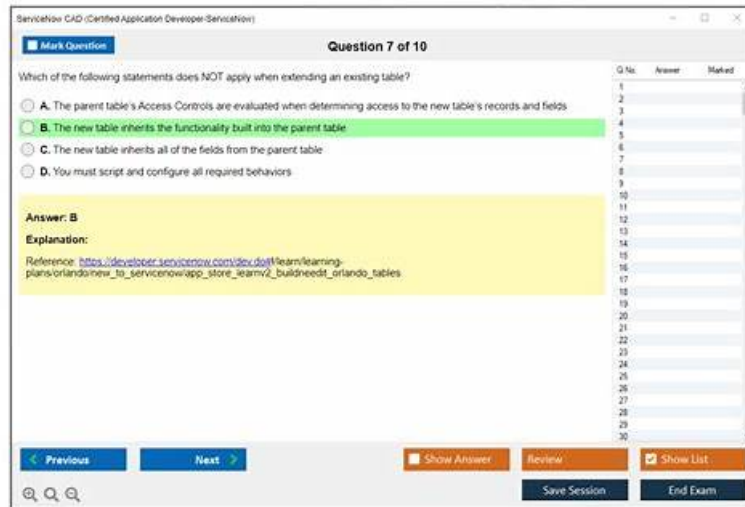 ServiceNow CAD (Certified Application Developer-ServiceNow)
Mark Question
Question 7 of 10
Q No.
Answer
Marked
Which of the following statements does NOT apply when extending an existing table?
A. The parent table's Access Controls are evaluated when determining access to the new table's records and fields
B. The new table inherits the functionality built into the parent table
C. The new table inherits all of the fields from the parent table
D. You must script and configure all required behaviors
Answer: B
Explanation:
Reference: https://developer.servicenow.com/dev.do#!/learn/learning-
plans/orlando/new_to_servicenow/app_store_learnv2_buildneedit_orlando_tables
1
2
3
4
5
6
7
8
9
10
11
12
13
14
15
16
17
18
19
20
21
22
23
24
25
26
27
28
29
30
Previous
Next
Show Answer
Review
Show List
Save Session
End Exam